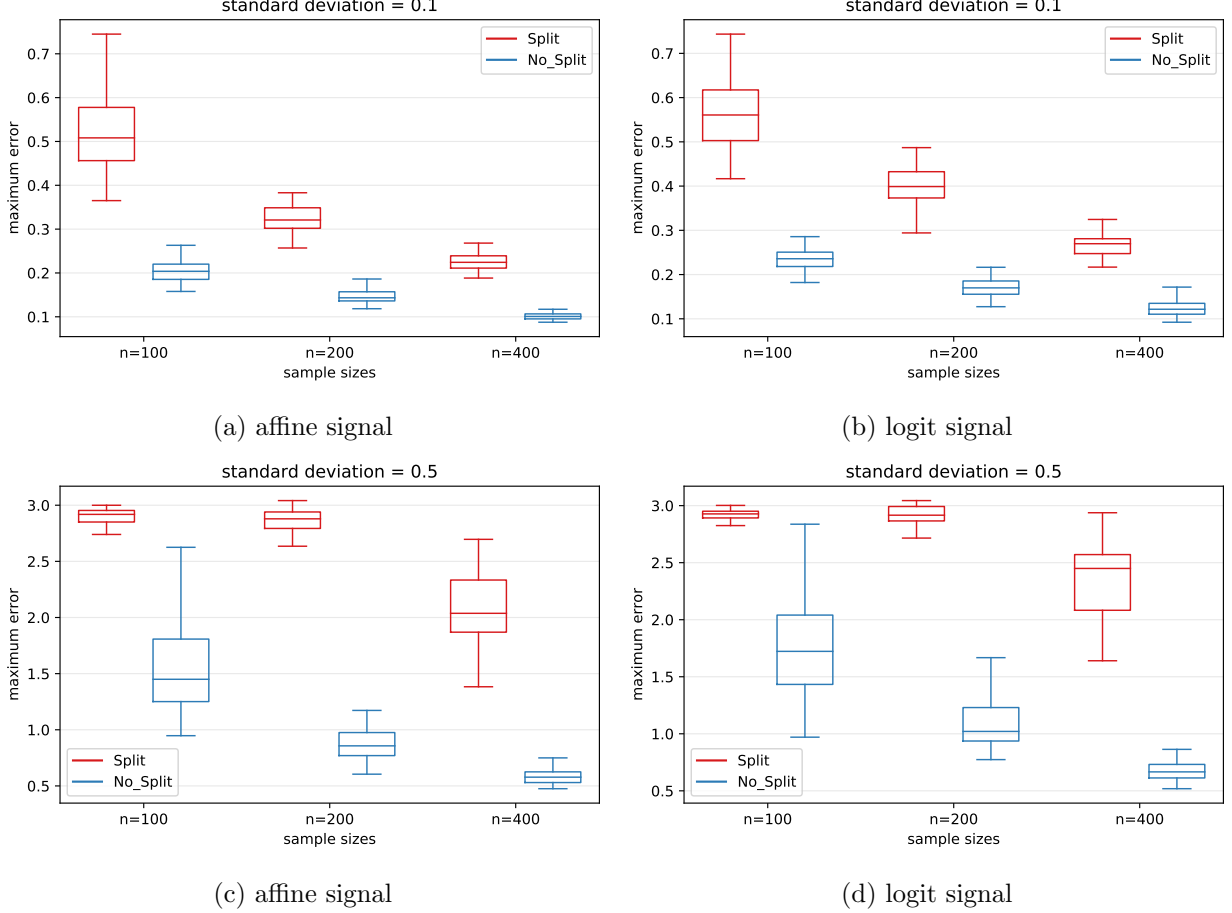 standard deviation = 0.1
Split
No_Split
0.7
0.6
0.5
0.4
0.3
0.2
0.1
maximum error
n=100
n=200
n=400
sample sizes
(a) affine signal
standard deviation = 0.1
Split
No_Split
0.7
0.6
0.5
0.4
0.3
0.2
0.1
maximum error
n=100
n=200
n=400
sample sizes
(b) logit signal
standard deviation = 0.5
3.0
2.5
2.0
1.5
1.0
0.5
maximum error
Split
No_Split
n=100
n=200
n=400
sample sizes
(c) affine signal
standard deviation = 0.5
3.0
2.5
2.0
1.5
1.0
0.5
maximum error
Split
No_Split
n=100
n=200
n=400
sample sizes
(d) logit signal